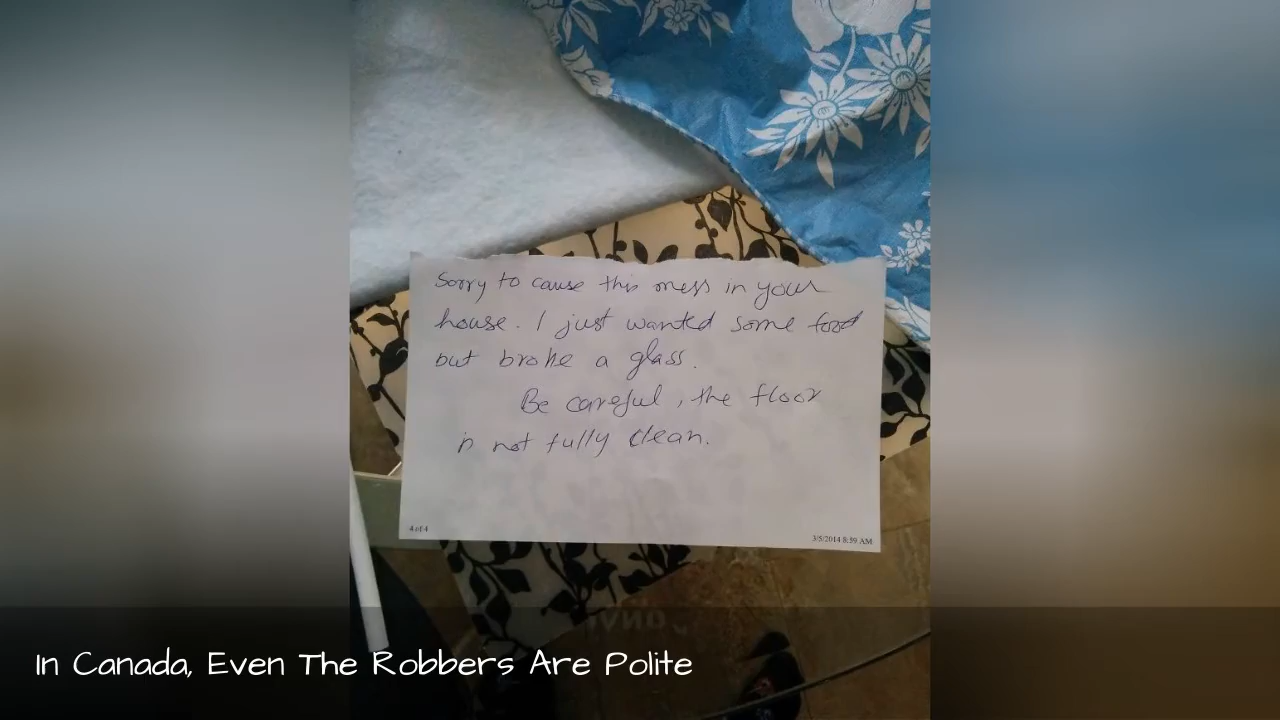 Sorry to cause this mess in your
house. I just wanted some food
but broke a glass.
Be careful, the floor
is not fully clean.
4 of 4
3/5/2014 8:59 AM
In Canada, Even The Robbers Are Polite